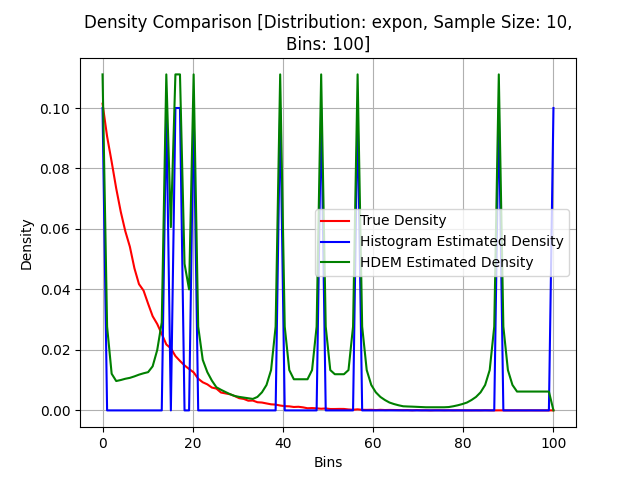 Density Comparison [Distribution: expon, Sample Size: 10,
Bins: 100]
Density
0.10
0.08
0.06
0.04
0.02
0.00
True Density
Histogram Estimated Density
HDEM Estimated Density
0 20 40 60 80 100
Bins